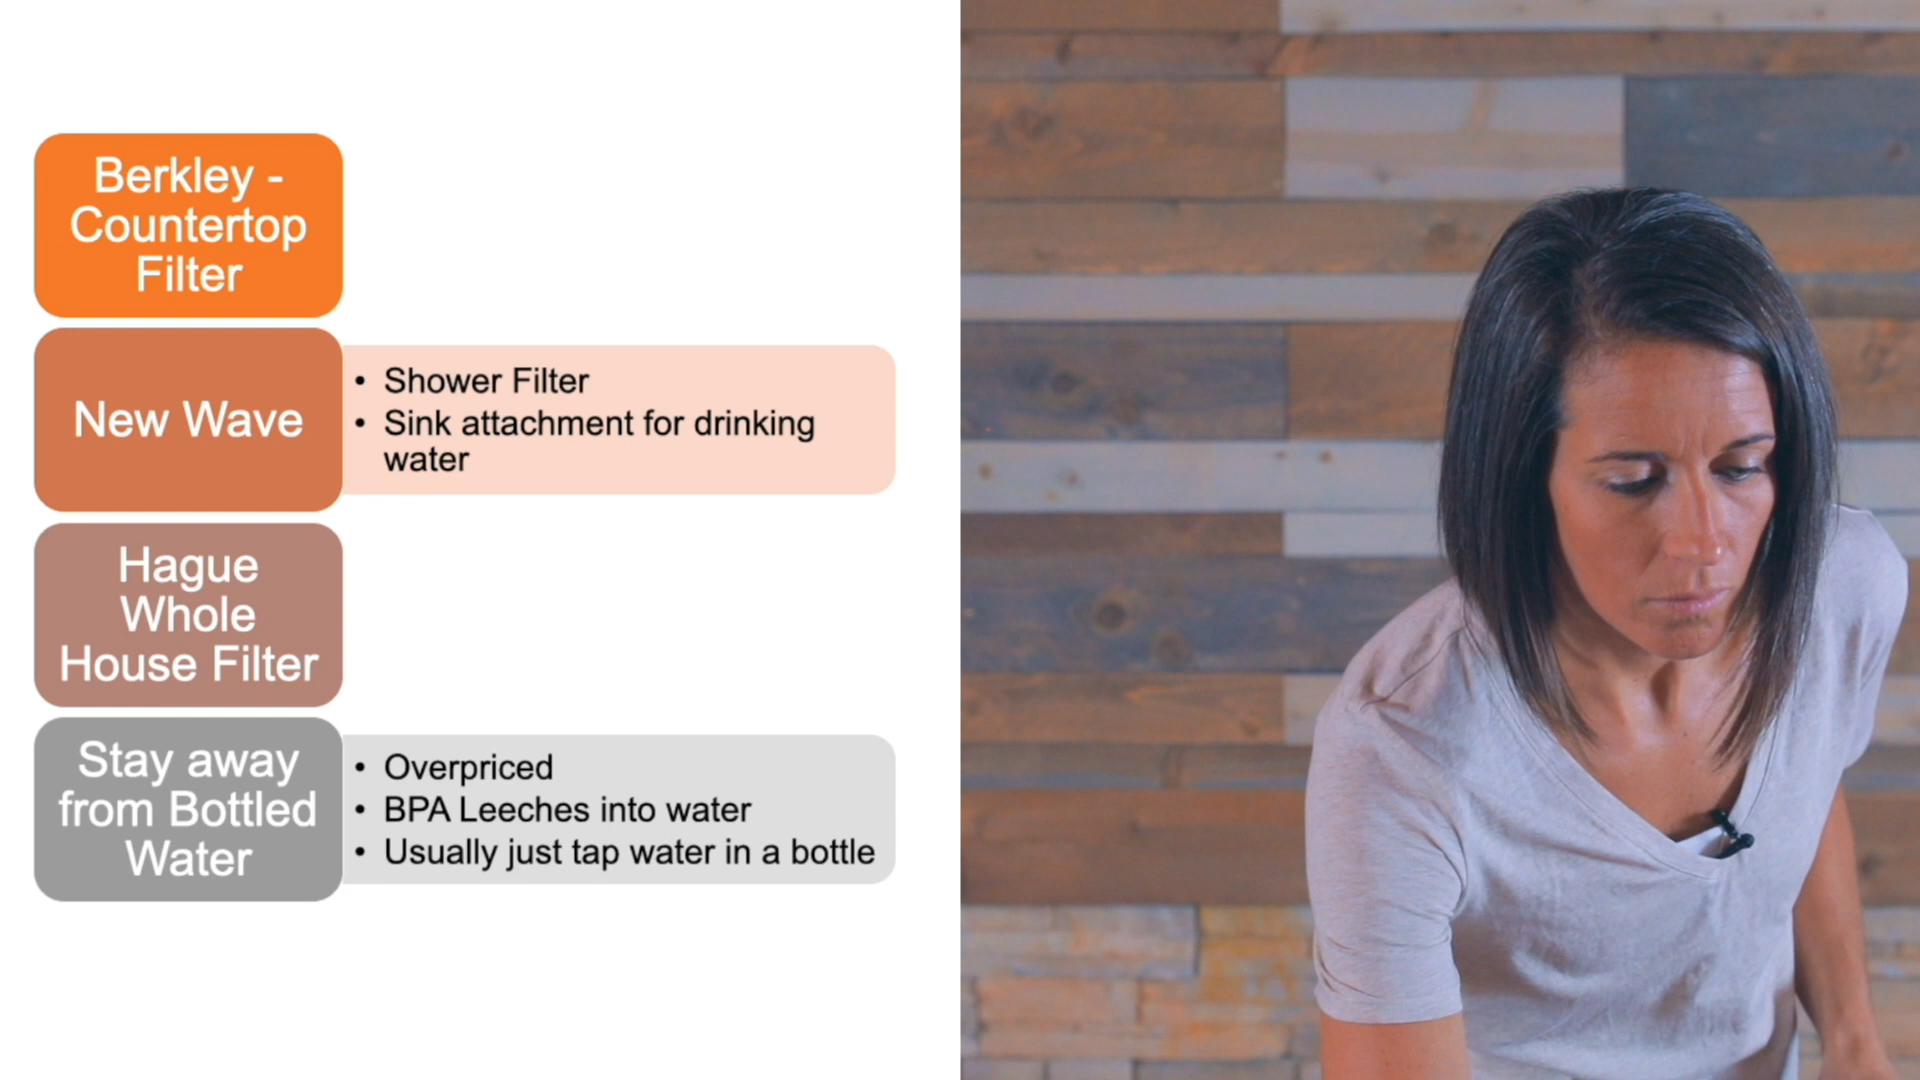 Berkley -
Countertop
Filter
New Wave
• Shower Filter
• Sink attachment for drinking
water
Hague
Whole
House Filter
Stay away
from Bottled
Water
• Overpriced
• BPA Leeches into water
• Usually just tap water in a bottle